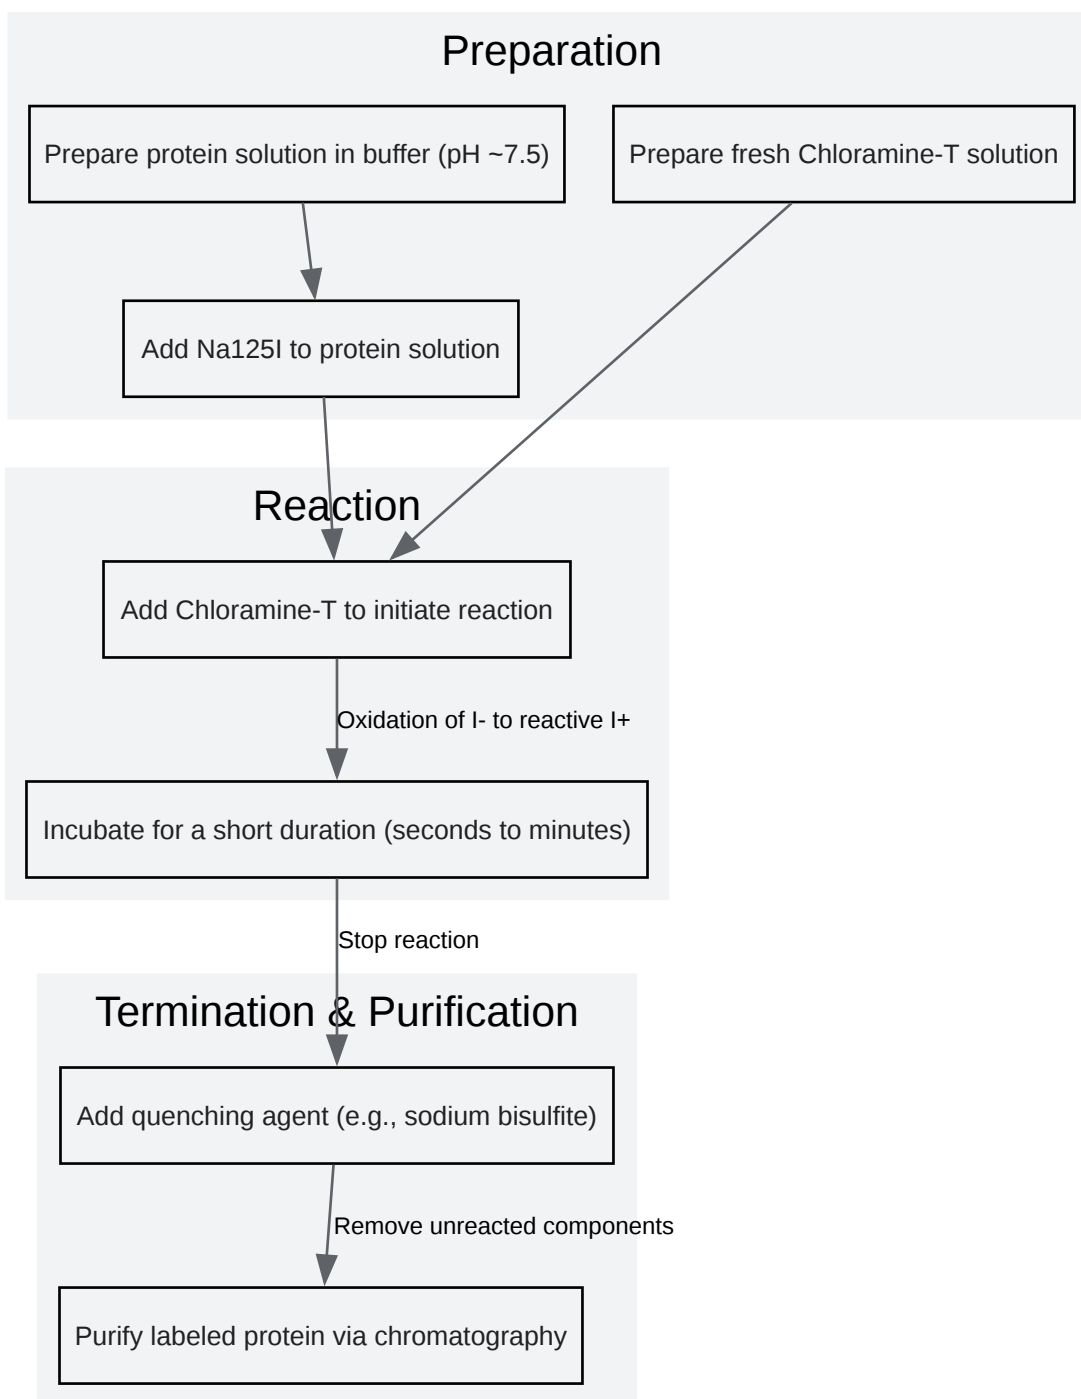 Preparation
Prepare protein solution in buffer (pH ~7.5)
Prepare fresh Chloramine-T solution
Add Na125I to protein solution
Reaction
Add Chloramine-T to initiate reaction
Oxidation of I- to reactive I+
Incubate for a short duration (seconds to minutes)
Stop reaction
Termination & Purification
Add quenching agent (e.g., sodium bisulfite)
Remove unreacted components
Purify labeled protein via chromatography